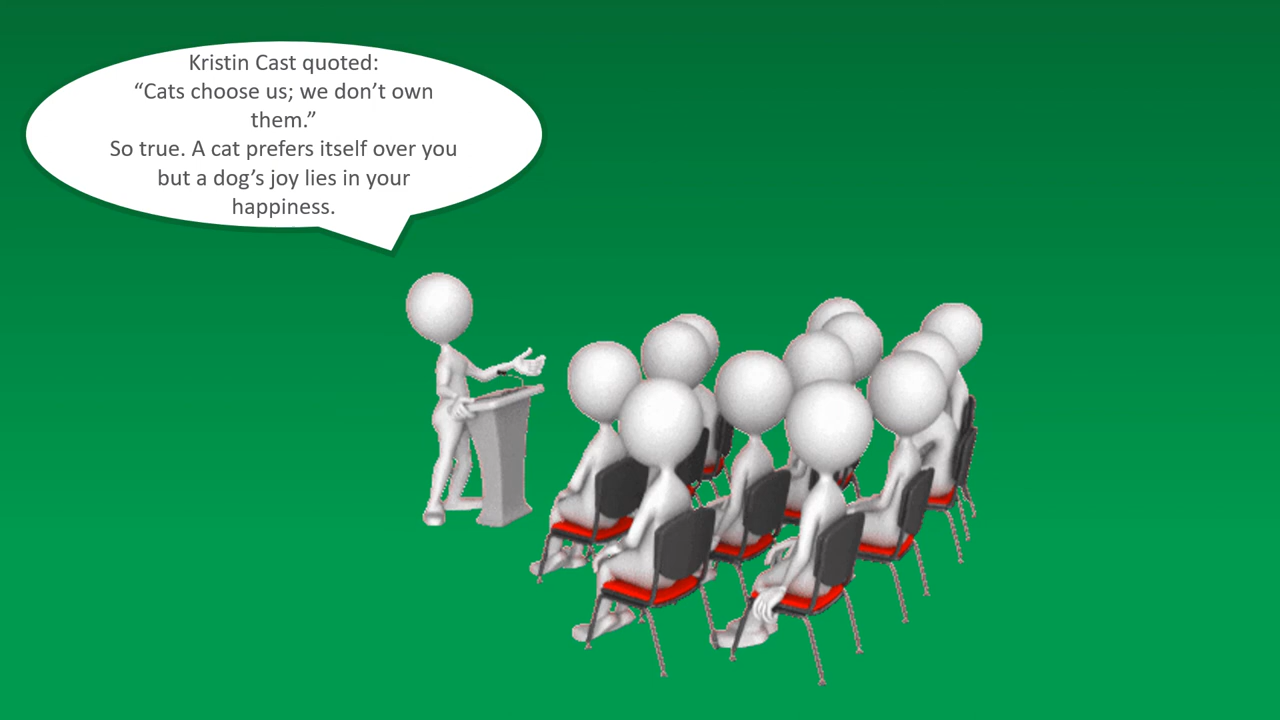 Kristin Cast quoted:
“Cats choose us; we don’t own
them.”
So true. A cat prefers itself over you
but a dog’s joy lies in your
happiness.